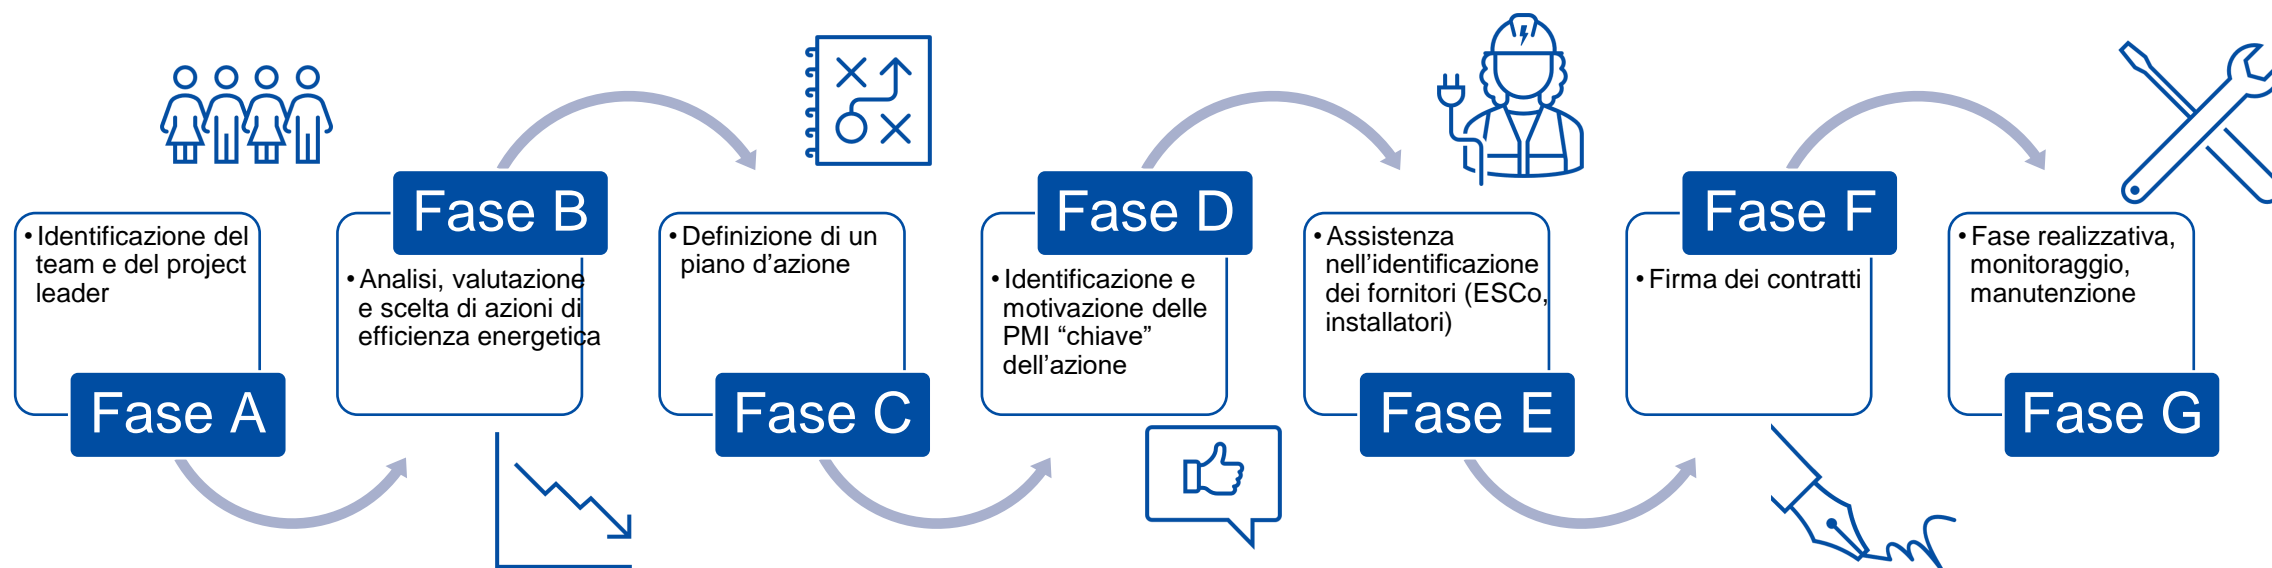 • Identificazione del
team e del project
leader
Fase A
Fase B
• Analisi, valutazione
e scelta di azioni di
efficienza energetica
• Definizione di un
piano d’azione
Fase C
Fase D
• Identificazione e
motivazione delle
PMI “chiave”
dell’azione
• Assistenza
nell’identificazione
dei fornitori (ESCo,
installatori)
Fase E
Fase F
• Firma dei contratti
• Fase realizzativa,
monitoraggio,
manutenzione
Fase G